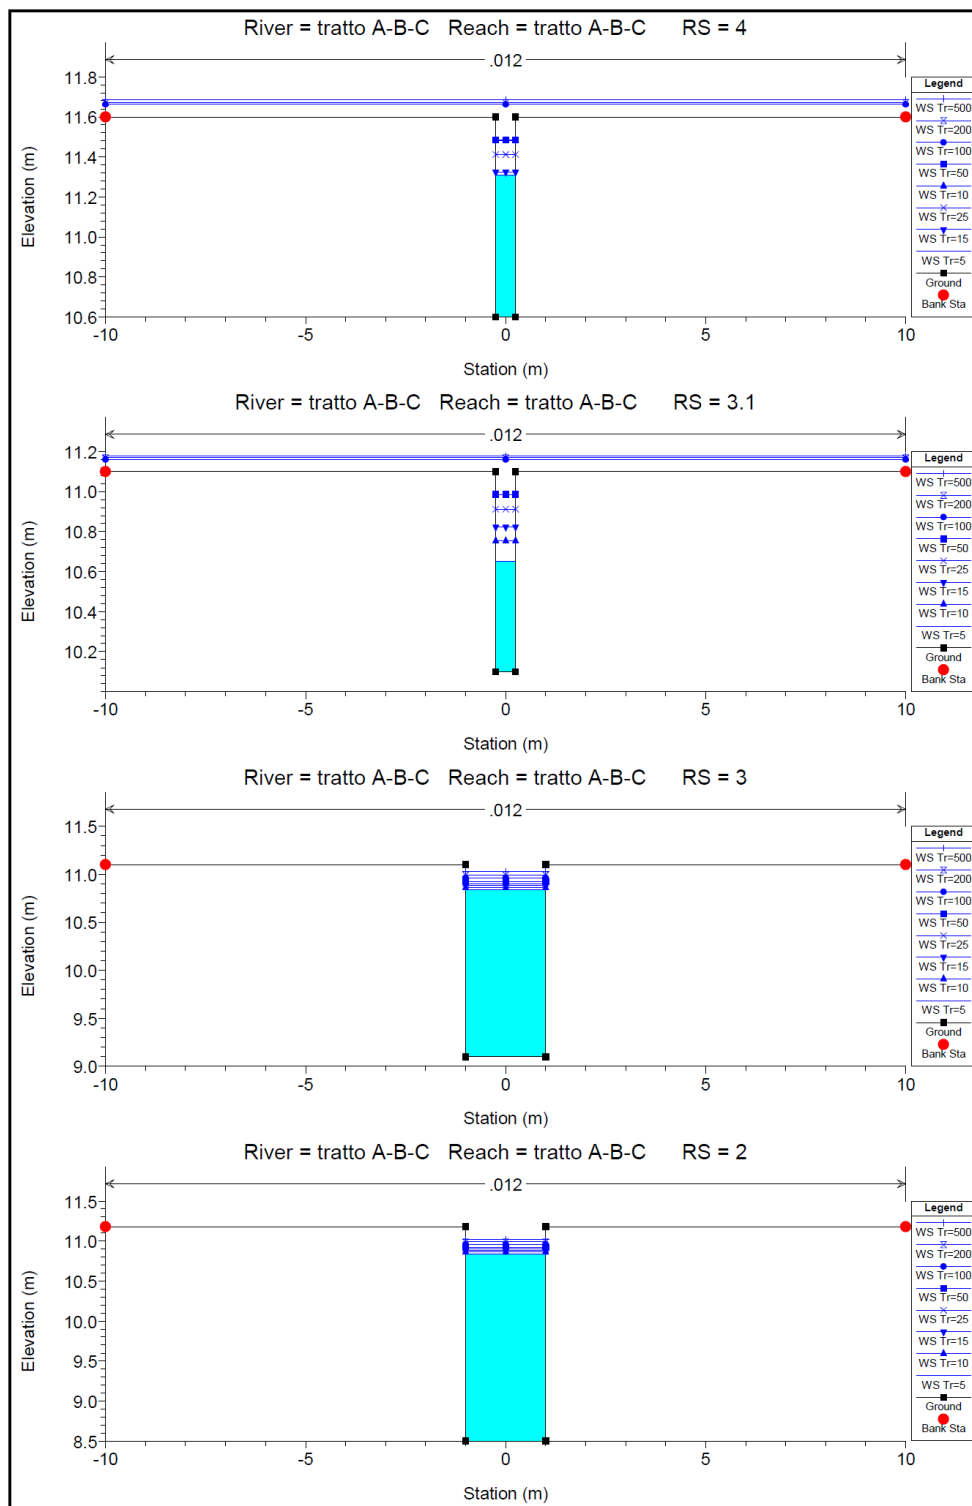 River = tratto A-B-C Reach = tratto A-B-C RS = 4
.012
11.8
11.6
11.4
11.2
11.0
10.8
10.6
-10
-5
0
5
10
Elevation (m)
Station (m)
Legend
WS Tr=500
WS Tr=200
WS Tr=100
WS Tr=50
WS Tr=10
WS Tr=25
WS Tr=15
WS Tr=5
Ground
Bank Sta
River = tratto A-B-C Reach = tratto A-B-C RS = 3.1
.012
11.2
11.0
10.8
10.6
10.4
10.2
-10
-5
0
5
10
Elevation (m)
Station (m)
Legend
WS Tr=500
WS Tr=200
WS Tr=100
WS Tr=50
WS Tr=25
WS Tr=15
WS Tr=10
WS Tr=5
Ground
Bank Sta
River = tratto A-B-C Reach = tratto A-B-C RS = 3
.012
11.5
11.0
10.5
10.0
9.5
9.0
-10
-5
0
5
10
Elevation (m)
Station (m)
Legend
WS Tr=500
WS Tr=200
WS Tr=100
WS Tr=50
WS Tr=25
WS Tr=15
WS Tr=10
WS Tr=5
Ground
Bank Sta
River = tratto A-B-C Reach = tratto A-B-C RS = 2
.012
11.5
11.0
10.5
10.0
9.5
9.0
8.5
-10
-5
0
5
10
Elevation (m)
Station (m)
Legend
WS Tr=500
WS Tr=200
WS Tr=100
WS Tr=50
WS Tr=25
WS Tr=15
WS Tr=10
WS Tr=5
Ground
Bank Sta